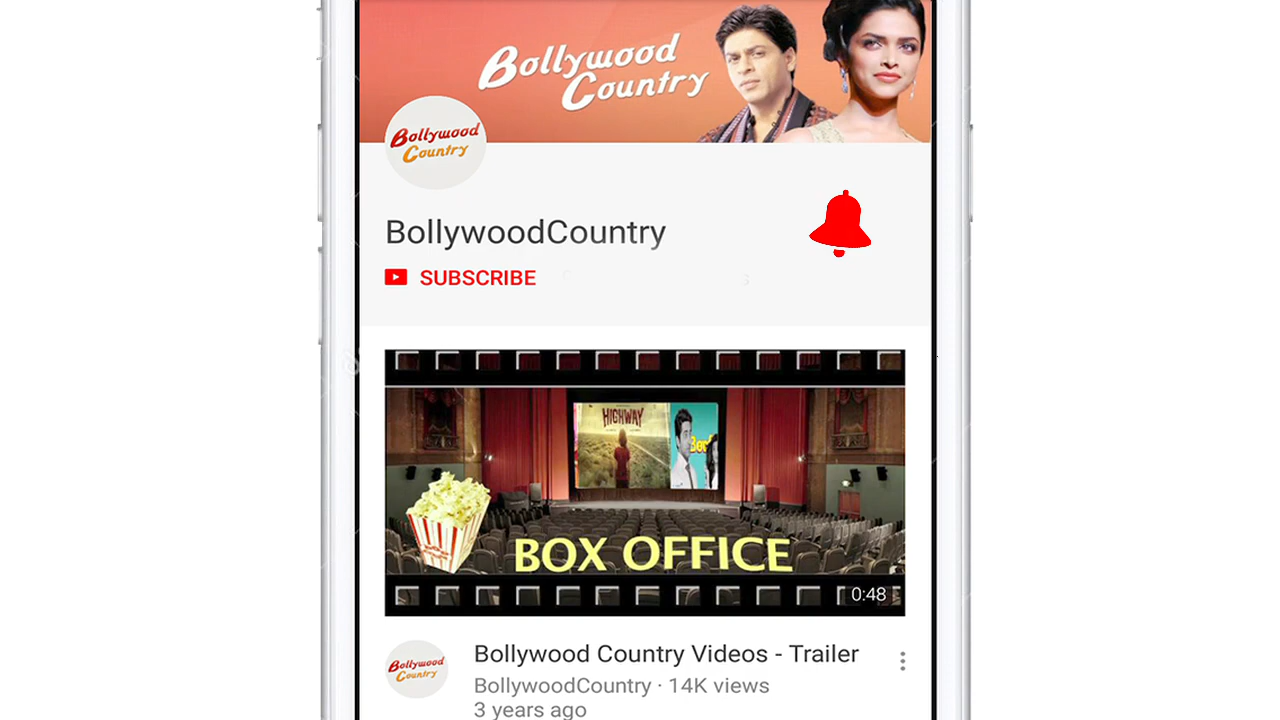 Bollywood
Country
Bollywood
Country
BollywoodCountry
SUBSCRIBE
HIGHWAY
BOX OFFICE
0:48
Bollywood
Country
Bollywood Country Videos - Trailer
BollywoodCountry · 14K views
3 years ago